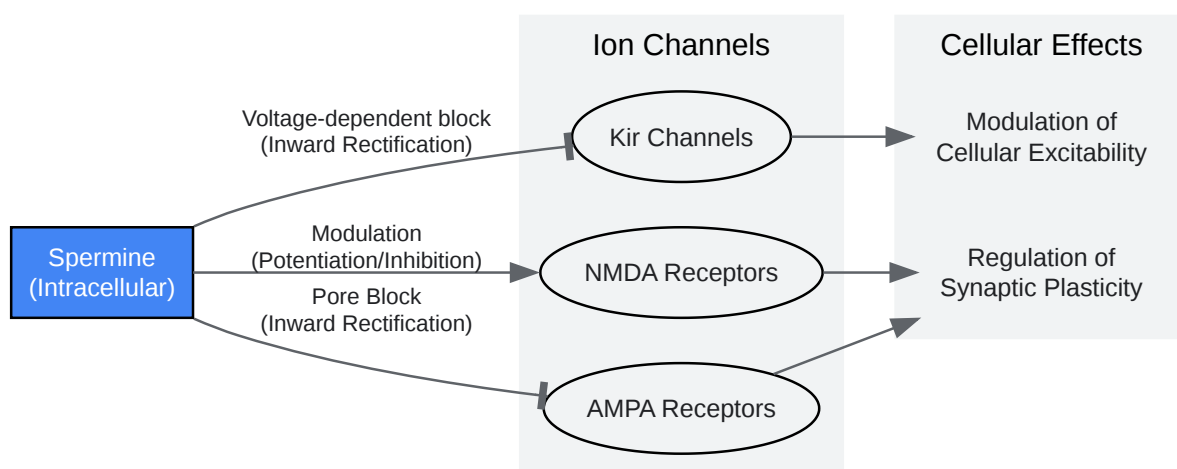 Ion Channels
Cellular Effects
Voltage-dependent block
(Inward Rectification)
Kir Channels
Modulation of
Cellular Excitability
Spermine
(Intracellular)
Modulation
(Potentiation/Inhibition)
NMDA Receptors
Regulation of
Synaptic Plasticity
Pore Block
(Inward Rectification)
AMPA Receptors